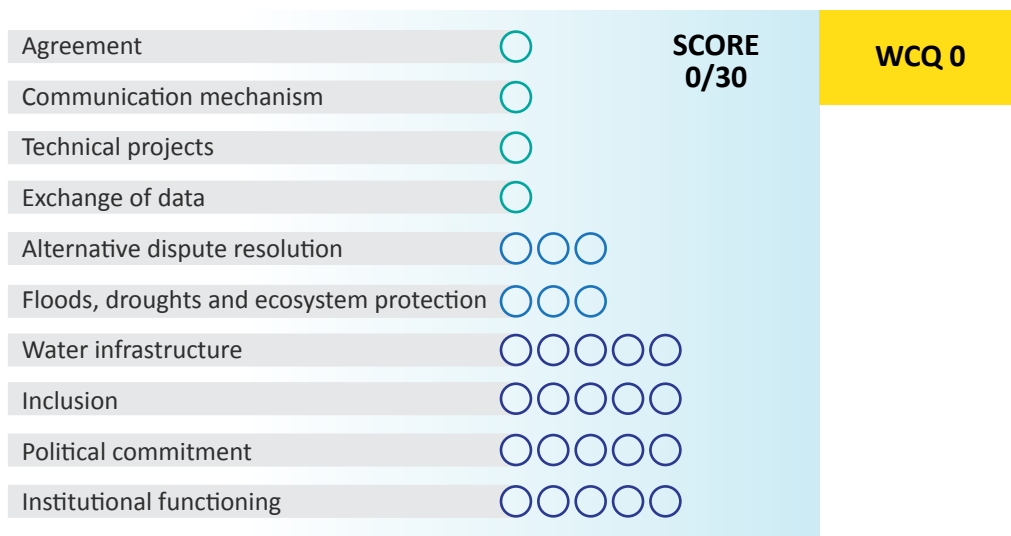 Agreement
Communication mechanism
Technical projects
Exchange of data
Alternative dispute resolution
Floods, droughts and ecosystem protection
Water infrastructure
Inclusion
Political commitment
Institutional functioning
SCORE
0/30
WCQ 0